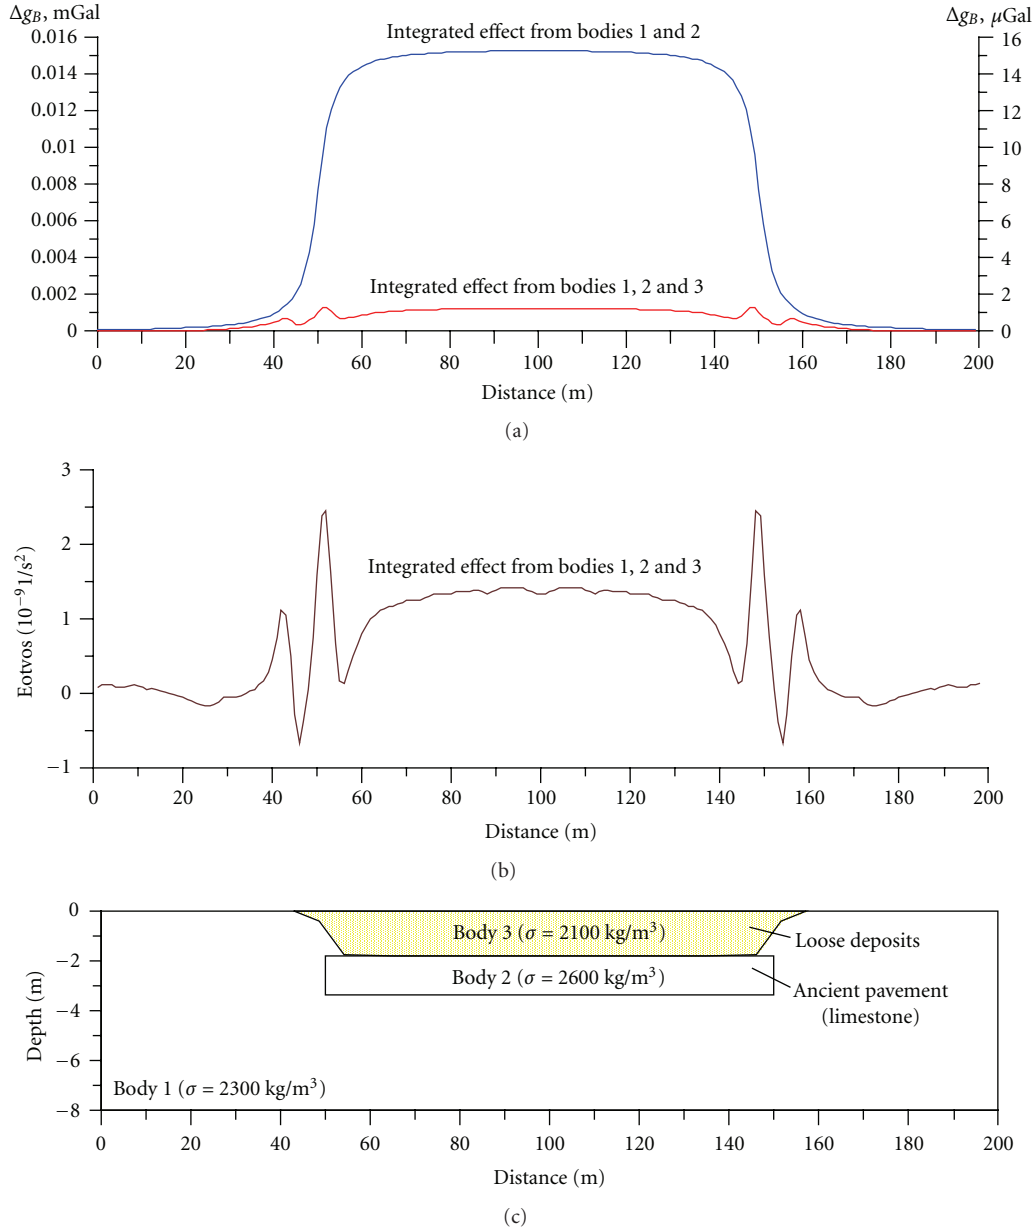 Δg_B, mGal
Δg_B, μGal
Integrated effect from bodies 1 and 2
0.016
0.014
0.012
0.01
0.008
0.006
0.004
0.002
0
16
14
12
10
8
6
4
2
0
Integrated effect from bodies 1, 2 and 3
0 20 40 60 80 100 120 140 160 180 200
Distance (m)
(a)
3
2
1
0
−1
Eotvos (10⁻⁹1/s²)
Integrated effect from bodies 1, 2 and 3
0 20 40 60 80 100 120 140 160 180 200
Distance (m)
(b)
0
−2
−4
−6
−8
Depth (m)
Body 3 (σ = 2100 kg/m³)
Loose deposits
Body 2 (σ = 2600 kg/m³)
Ancient pavement
(limestone)
Body 1 (σ = 2300 kg/m³)
0 20 40 60 80 100 120 140 160 180 200
Distance (m)
(c)